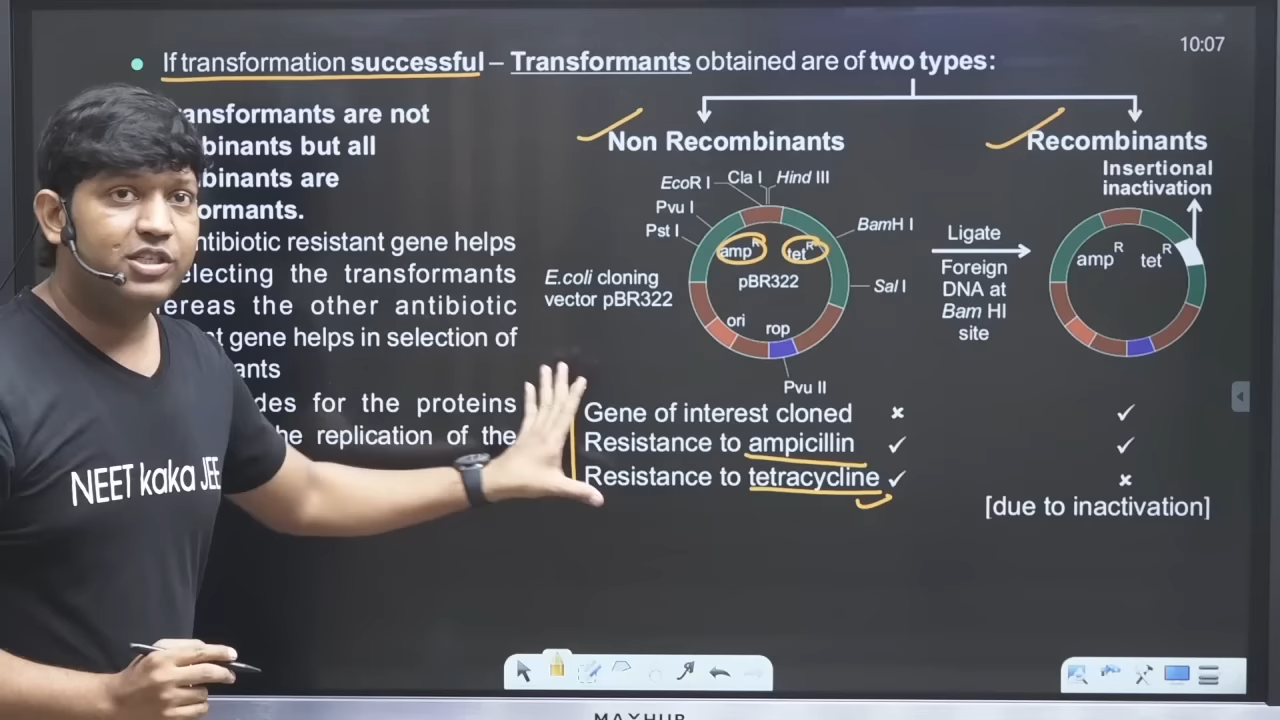 10:07
If transformation successful – Transformants obtained are of two types:
ansformants are not
binants but all
binants are
ormants.
ntibiotic resistant gene helps
electing the transformants
ereas the other antibiotic
t gene helps in selection of
ants
des for the proteins
he replication of the
Non Recombinants
EcoR I
Cla I
Hind III
Pvu I
Pst I
BamH I
Sal I
amp R
tet R
pBR322
ori
rop
Pvu II
E.coli cloning
vector pBR322
Ligate
Foreign
DNA at
Bam HI
site
Recombinants
Insertional
inactivation
amp R
tet R
Gene of interest cloned ✗ ✓
Resistance to ampicillin ✓ ✓
Resistance to tetracycline ✓ ✗
[due to inactivation]
NEET kaka JEE
MAXHUB